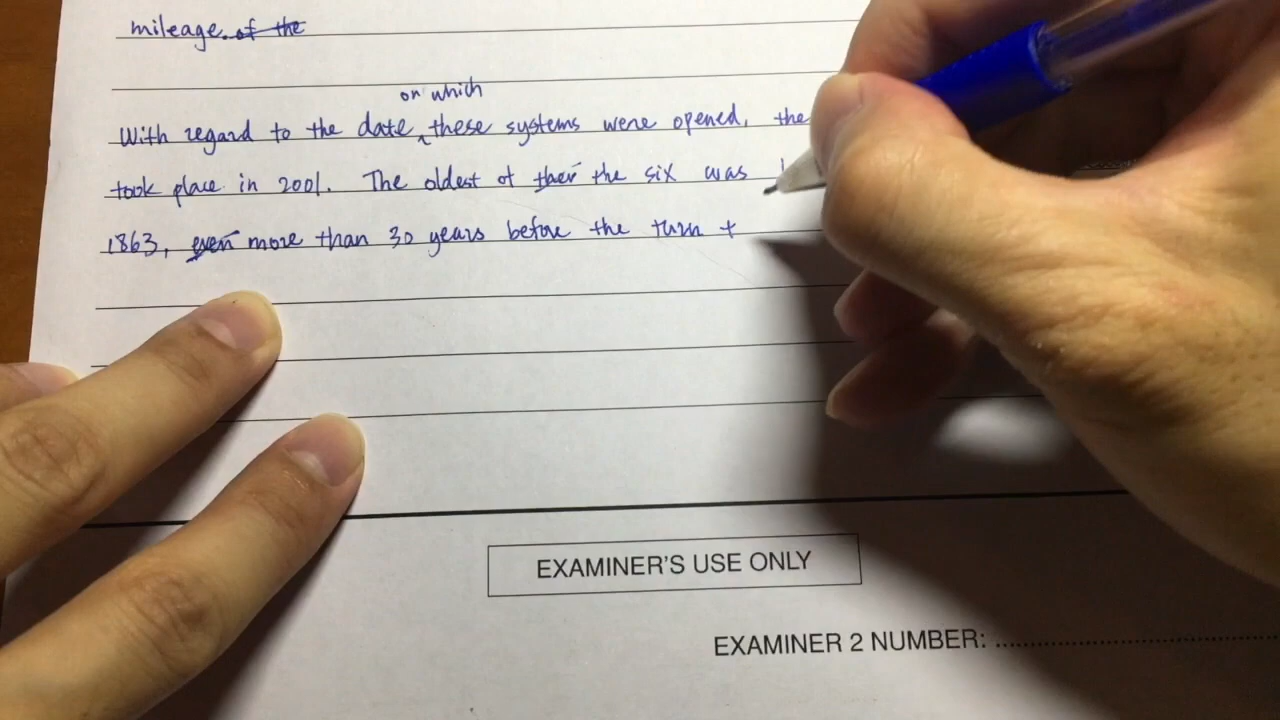 mileage. of the
on which
With regard to the date these systems were opened, the
took place in 2001. The oldest of their the six was
1863, even more than 30 years before the turn t
EXAMINER'S USE ONLY
EXAMINER 2 NUMBER: